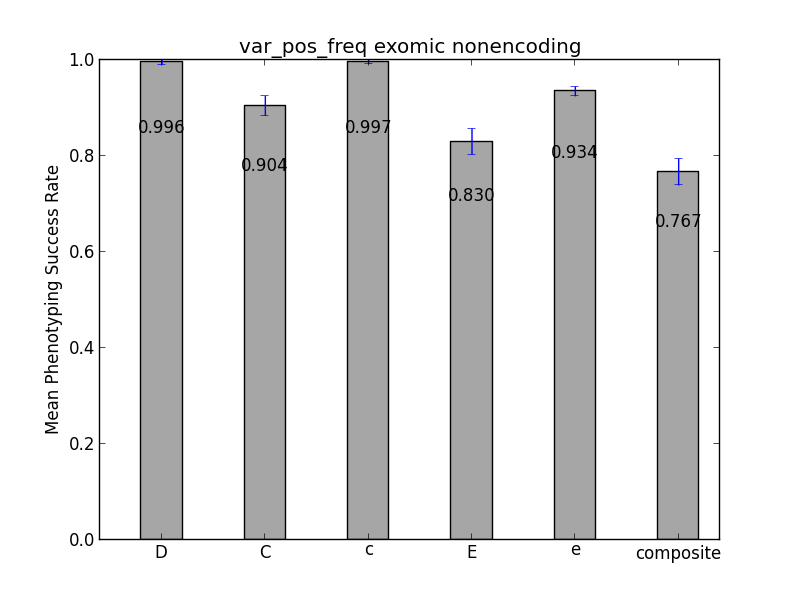 var_pos_freq exomic nonencoding
Mean Phenotyping Success Rate
1.0
0.8
0.6
0.4
0.2
0.0
0.996
0.904
0.997
0.830
0.934
0.767
D
C
c
E
e
composite